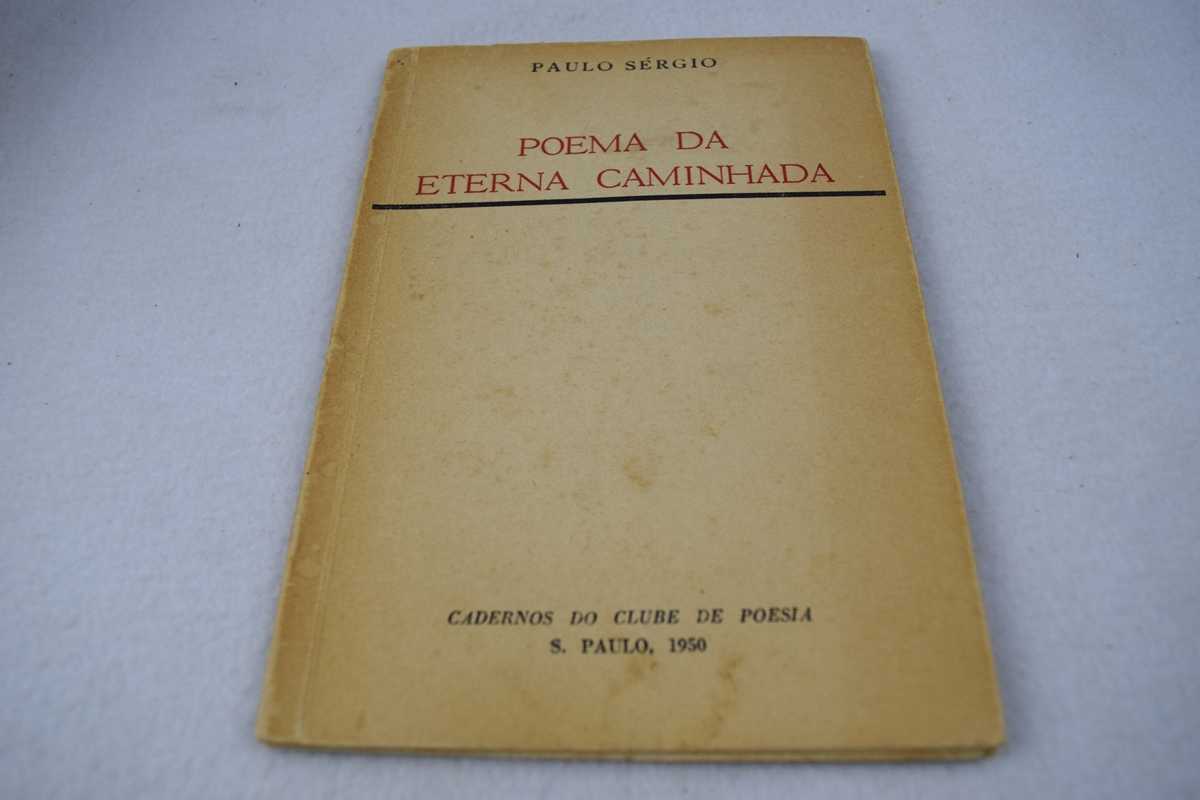 PAULO SÉRGIO
POEMA DA
ETERNA CAMINHADA
CADERNOS DO CLUBE DE POESIA
S. PAULO, 1950